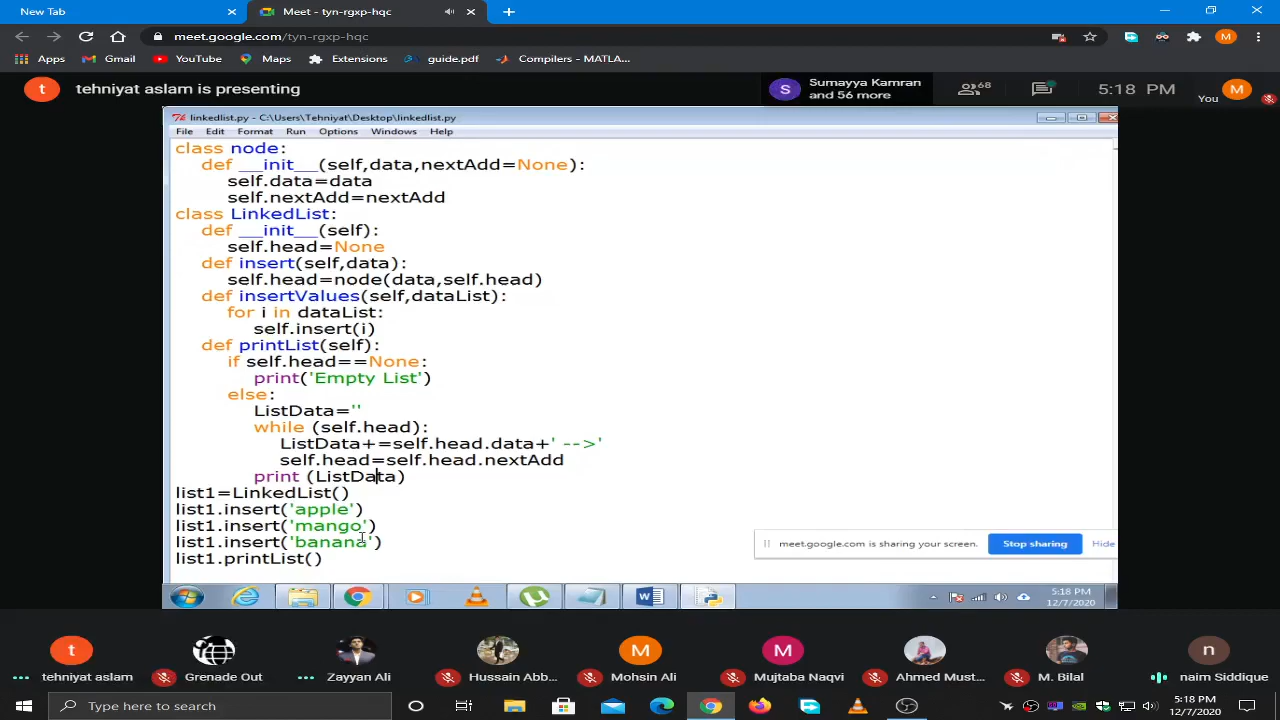 New Tab
Meet - tyn-rgxp-hqc
meet.google.com/tyn-rgxp-hqc
M
Apps Gmail YouTube Maps Extensions guide.pdf Compilers - MATLA...
t tehniyat aslam is presenting
S Sumayya Kamran
and 56 more
68
5:18 PM
You M
linkedlist.py - C:\Users\Tehniyat\Desktop\linkedlist.py
File Edit Format Run Options Windows Help
class node:
def __init__(self,data,nextAdd=None):
self.data=data
self.nextAdd=nextAdd
class LinkedList:
def __init__(self):
self.head=None
def insert(self,data):
self.head=node(data,self.head)
def insertValues(self,dataList):
for i in dataList:
self.insert(i)
def printList(self):
if self.head==None:
print('Empty List')
else:
ListData=''
while (self.head):
ListData+=self.head.data+' -->'
self.head=self.head.nextAdd
print (ListData)
list1=LinkedList()
list1.insert('apple')
list1.insert('mango')
list1.insert('banana')
list1.printList()
meet.google.com is sharing your screen. Stop sharing Hide
5:18 PM
12/7/2020
t M M n
tehniyat aslam Grenade Out Zayyan Ali Hussain Abb... Mohsin Ali Mujtaba Naqvi Ahmed Must... M. Bilal naim Siddique
Type here to search
5:18 PM
12/7/2020